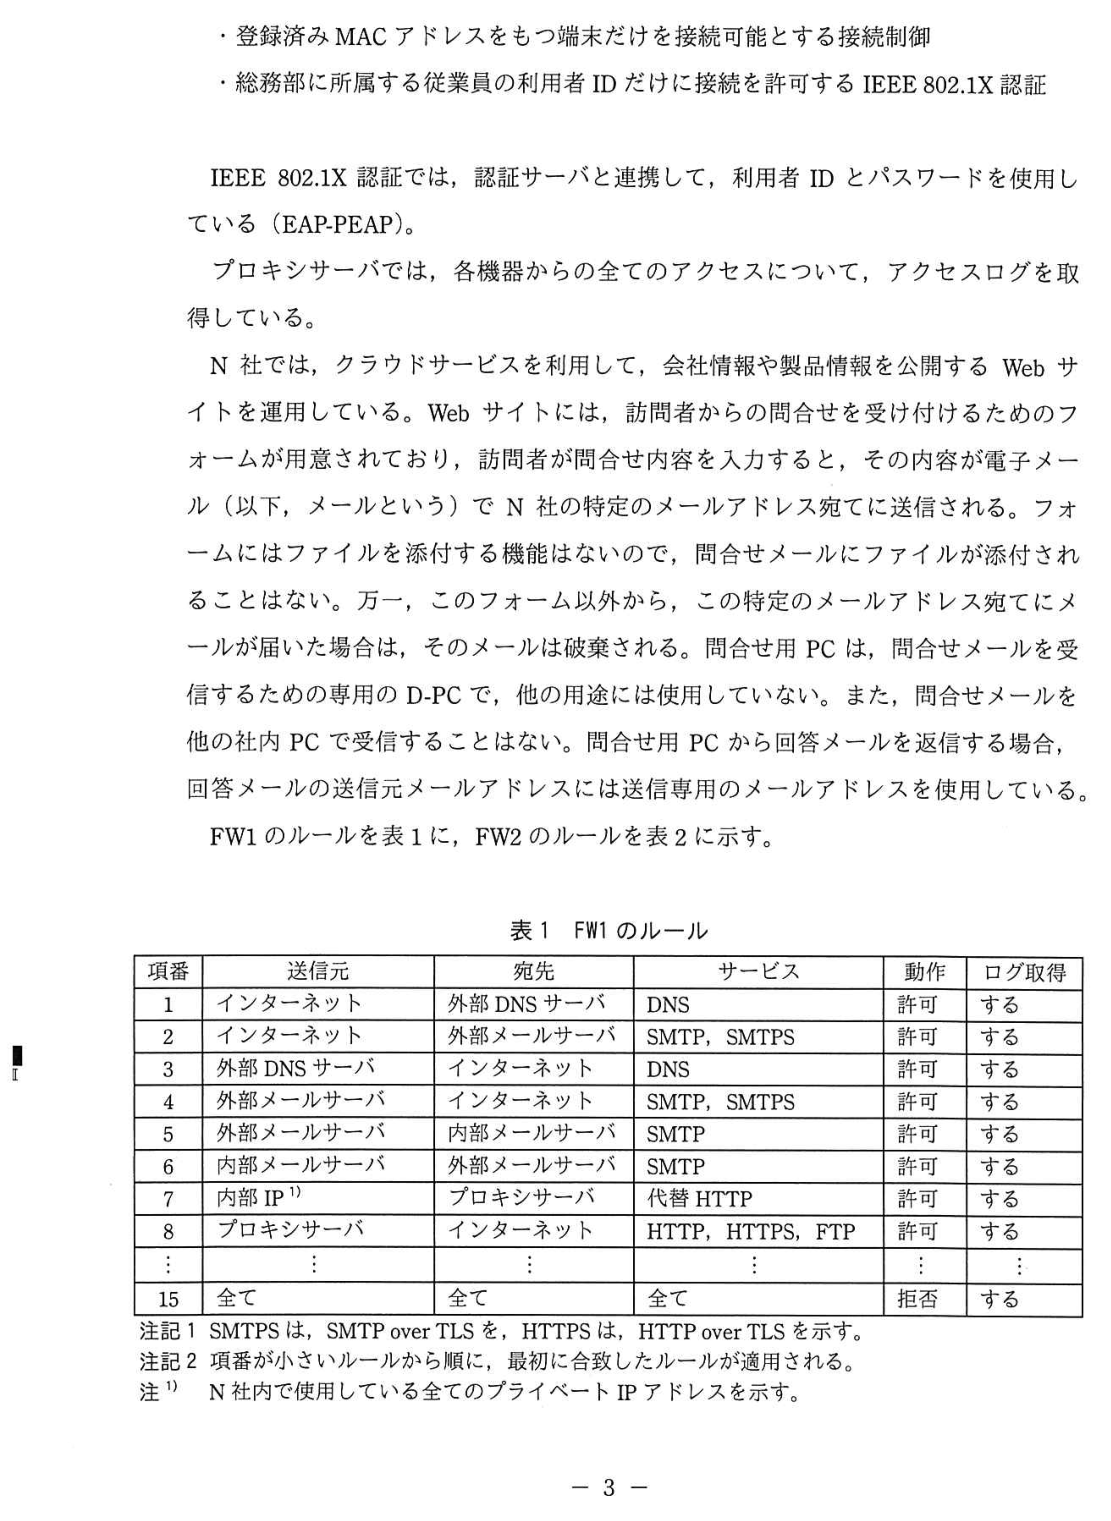 ・登録済み MAC アドレスをもつ端末だけを接続可能とする接続制御
・総務部に所属する従業員の利用者 ID だけに接続を許可する IEEE 802.1X 認証
IEEE 802.1X 認証では，認証サーバと連携して，利用者 ID とパスワードを使用し
ている（EAP-PEAP）。
プロキシサーバでは，各機器からの全てのアクセスについて，アクセスログを取
得している。
N 社では，クラウドサービスを利用して，会社情報や製品情報を公開する Web サ
イトを運用している。Web サイトには，訪問者からの問合せを受け付けるためのフ
ォームが用意されており，訪問者が問合せ内容を入力すると，その内容が電子メー
ル（以下，メールという）で N 社の特定のメールアドレス宛てに送信される。フォ
ームにはファイルを添付する機能はないので，問合せメールにファイルが添付され
ることはない。万一，このフォーム以外から，この特定のメールアドレス宛てにメ
ールが届いた場合は，そのメールは破棄される。問合せ用 PC は，問合せメールを受
信するための専用の D-PC で，他の用途には使用していない。また，問合せメールを
他の社内 PC で受信することはない。問合せ用 PC から回答メールを返信する場合，
回答メールの送信元メールアドレスには送信専用のメールアドレスを使用している。
FW1 のルールを表 1 に，FW2 のルールを表 2 に示す。
表 1　FW1 のルール
項番 送信元 宛先 サービス 動作 ログ取得
1 インターネット 外部 DNS サーバ DNS 許可 する
2 インターネット 外部メールサーバ SMTP，SMTPS 許可 する
3 外部 DNS サーバ インターネット DNS 許可 する
4 外部メールサーバ インターネット SMTP，SMTPS 許可 する
5 外部メールサーバ 内部メールサーバ SMTP 許可 する
6 内部メールサーバ 外部メールサーバ SMTP 許可 する
7 内部 IP 1) プロキシサーバ 代替 HTTP 許可 する
8 プロキシサーバ インターネット HTTP，HTTPS，FTP 許可 する
⋮ ⋮ ⋮ ⋮ ⋮ ⋮
15 全て 全て 全て 拒否 する
注記 1 SMTPS は，SMTP over TLS を，HTTPS は，HTTP over TLS を示す。
注記 2 項番が小さいルールから順に，最初に合致したルールが適用される。
注 1) N 社内で使用している全てのプライベート IP アドレスを示す。
－ 3 －